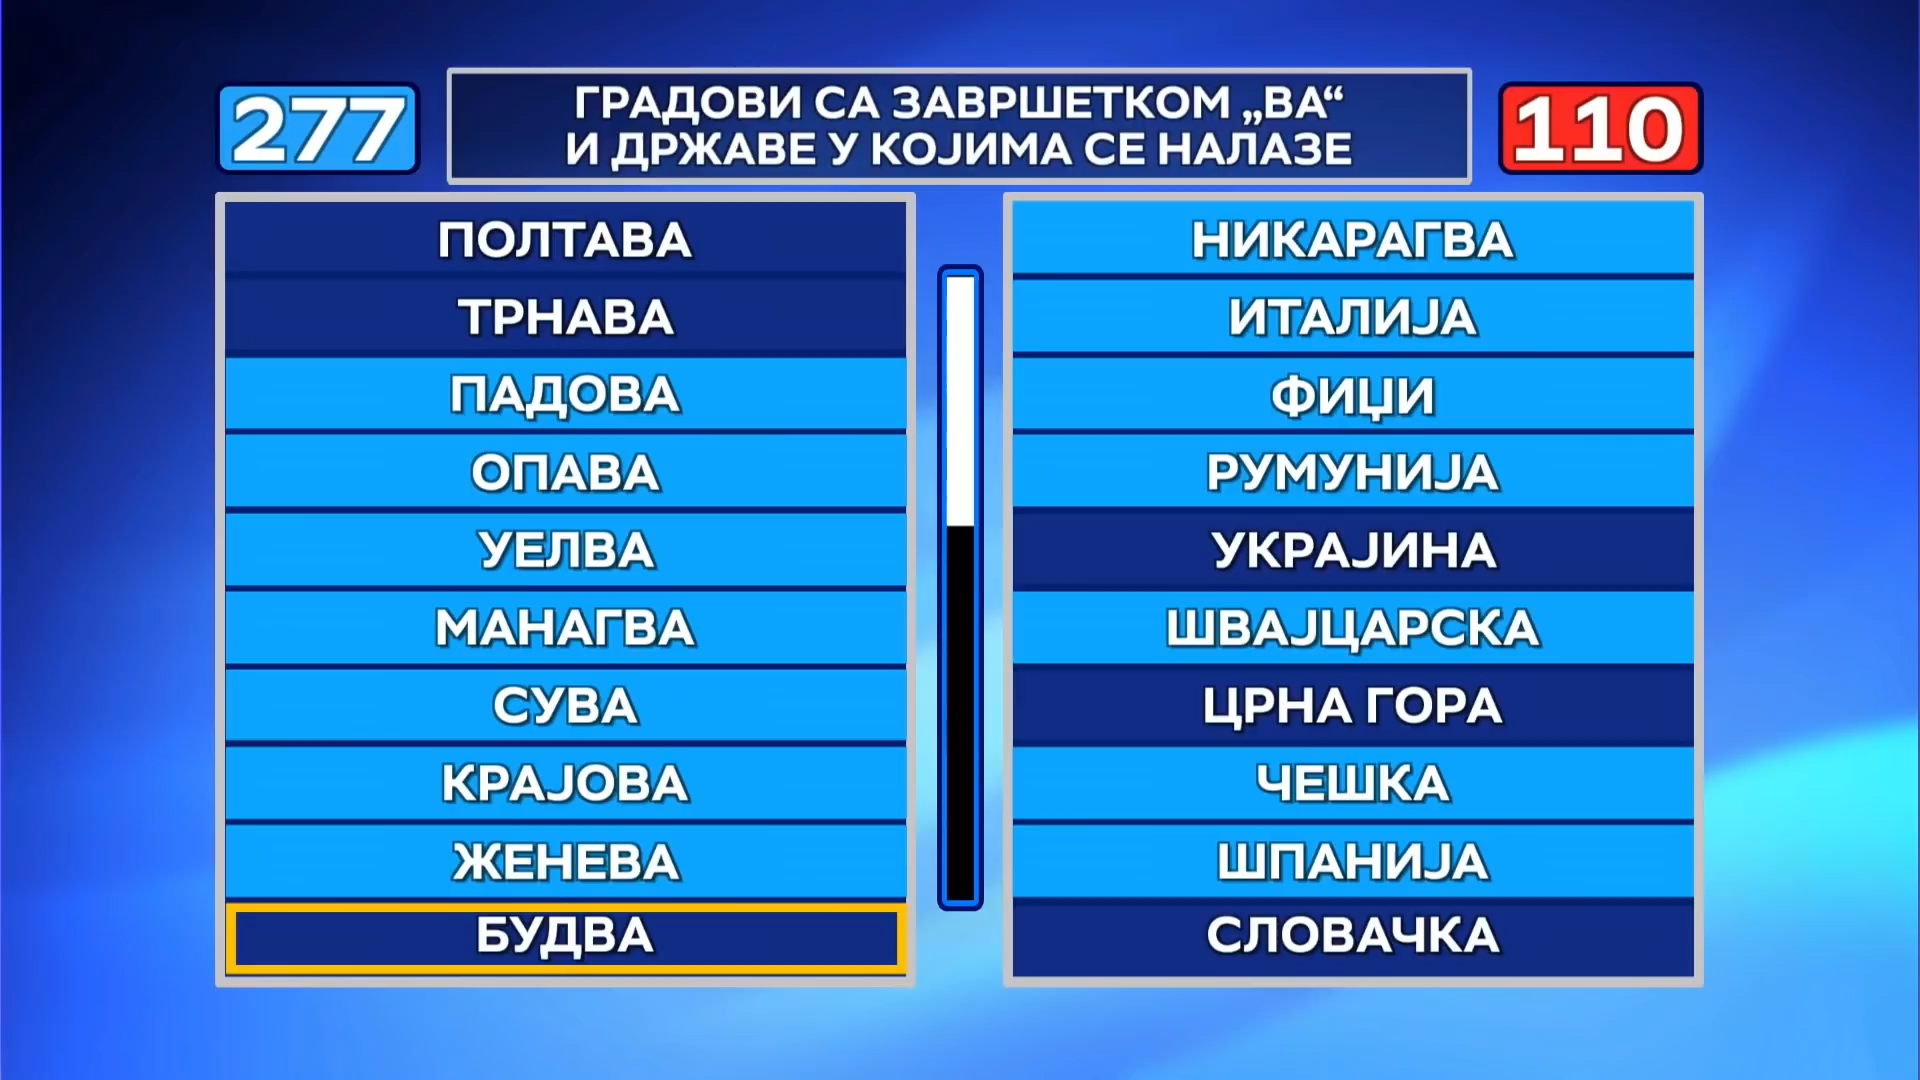 277
ГРАДОВИ СА ЗАВРШЕТКОМ „ВА“
И ДРЖАВЕ У КОЈИМА СЕ НАЛАЗЕ
110
ПОЛТАВА
НИКАРАГВА
ТРНАВА
ИТАЛИЈА
ПАДОВА
ФИЏИ
ОПАВА
РУМУНИЈА
УЕЛВА
УКРАЈИНА
МАНАГВА
ШВАЈЦАРСКА
СУВА
ЦРНА ГОРА
КРАЈОВА
ЧЕШКА
ЖЕНЕВА
ШПАНИЈА
БУДВА
СЛОВАЧКА